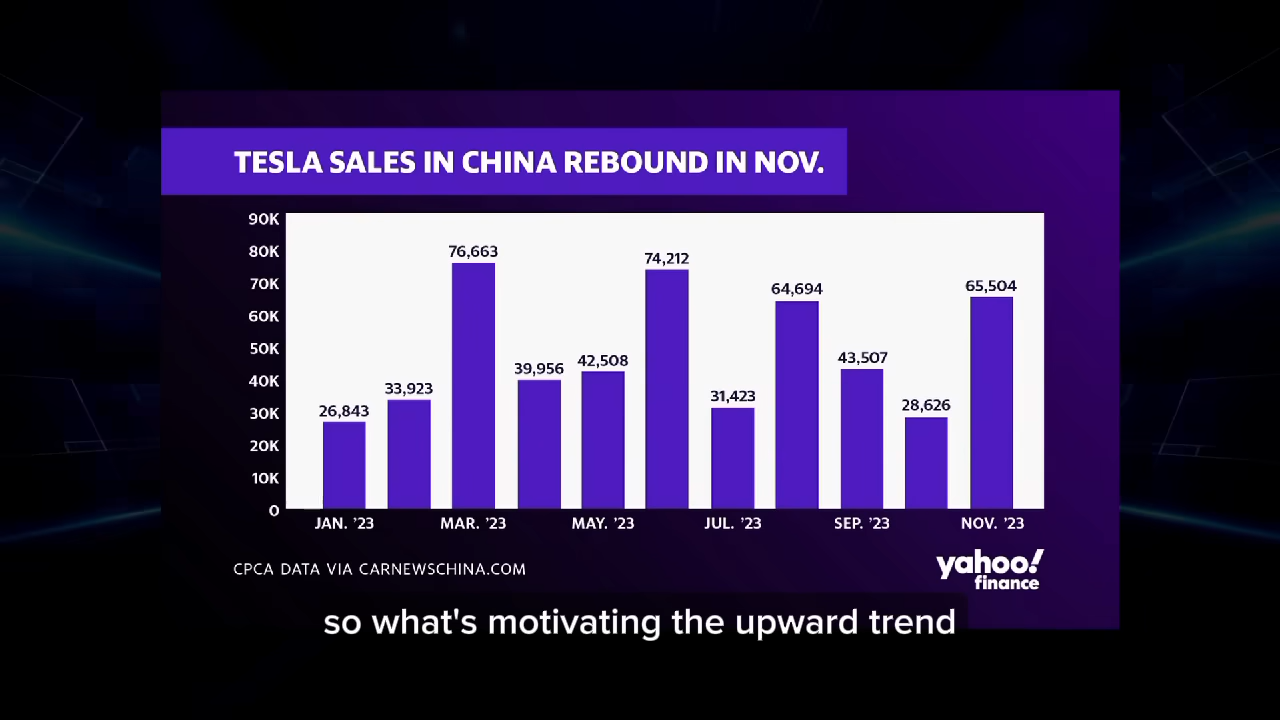 TESLA SALES IN CHINA REBOUND IN NOV.
90K
80K
70K
60K
50K
40K
30K
20K
10K
0
26,843
33,923
76,663
39,956
42,508
74,212
31,423
64,694
43,507
28,626
65,504
JAN. '23
MAR. '23
MAY. '23
JUL. '23
SEP. '23
NOV. '23
CPCA DATA VIA CARNEWSCHINA.COM
yahoo!
finance
so what's motivating the upward trend